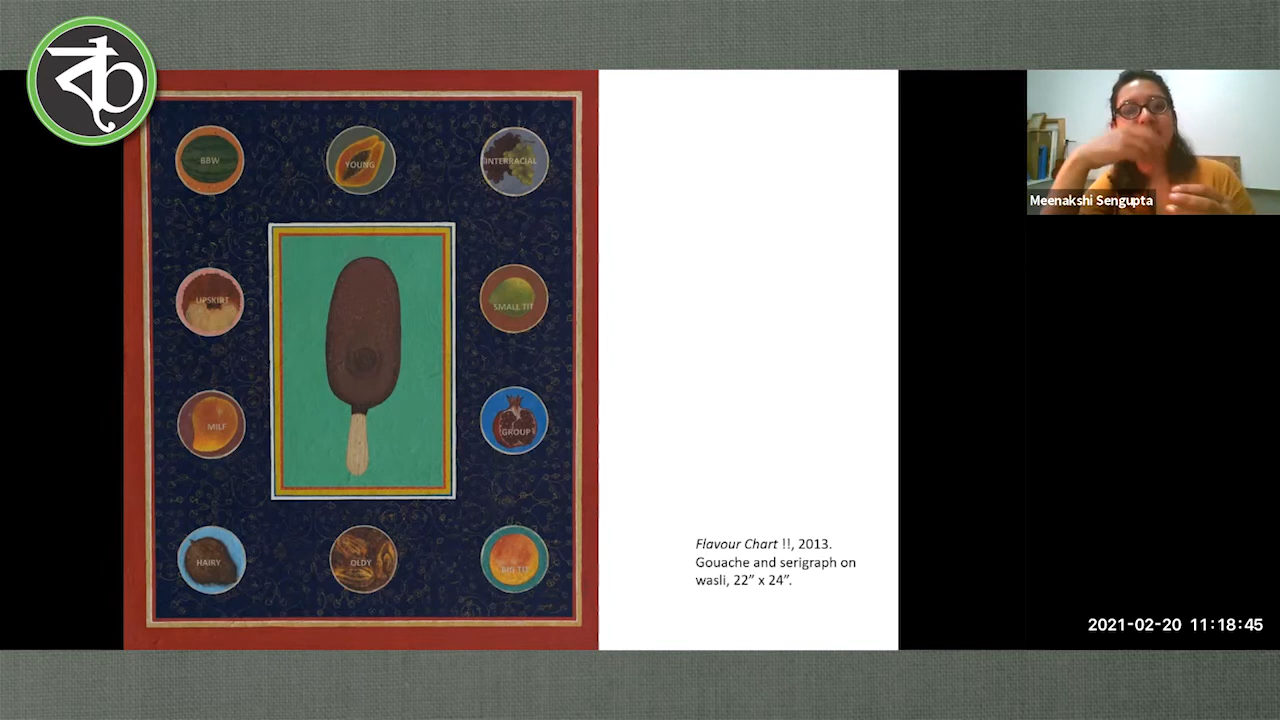 BBW
YOUNG
INTERRACIAL
UPSKIRT
SMALL TIT
MILF
GROUP
HAIRY
OLDY
BIG TIT
Flavour Chart !!, 2013.
Gouache and serigraph on
wasli, 22” x 24”.
Meenakshi Sengupta
2021-02-20 11:18:45